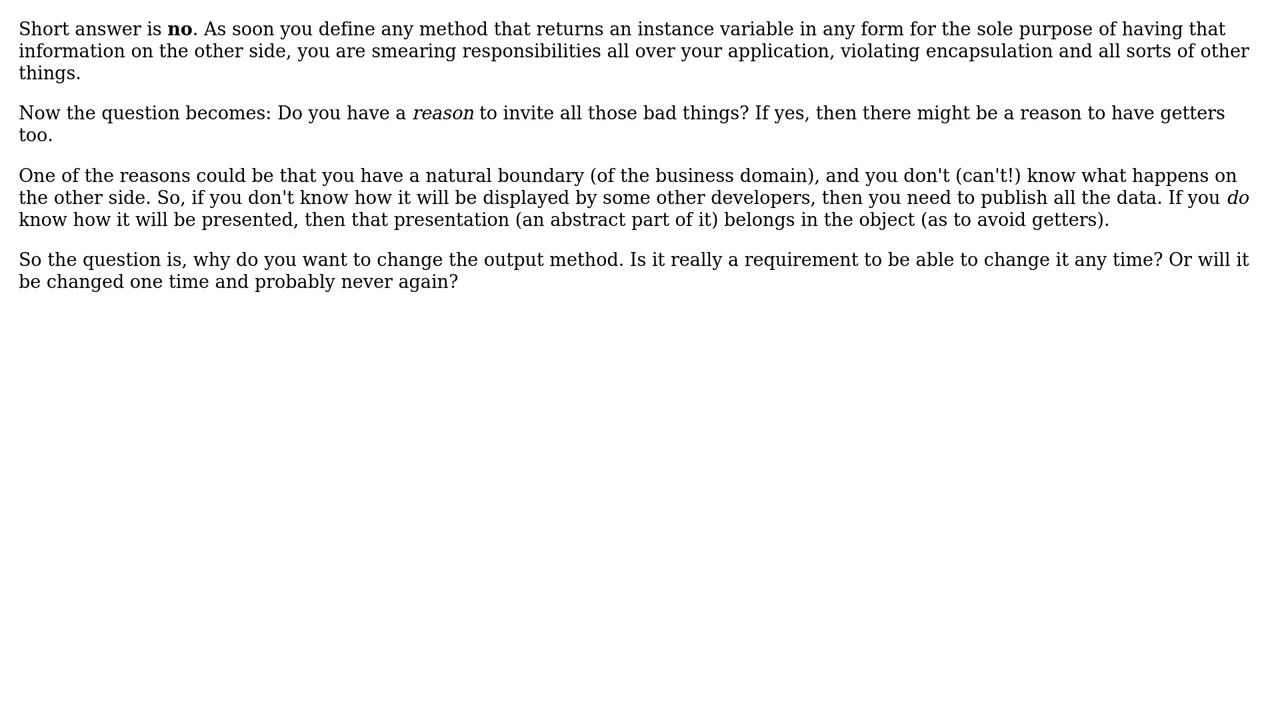 Short answer is no. As soon you define any method that returns an instance variable in any form for the sole purpose of having that
information on the other side, you are smearing responsibilities all over your application, violating encapsulation and all sorts of other
things.
Now the question becomes: Do you have a reason to invite all those bad things? If yes, then there might be a reason to have getters
too.
One of the reasons could be that you have a natural boundary (of the business domain), and you don't (can't!) know what happens on
the other side. So, if you don't know how it will be displayed by some other developers, then you need to publish all the data. If you do
know how it will be presented, then that presentation (an abstract part of it) belongs in the object (as to avoid getters).
So the question is, why do you want to change the output method. Is it really a requirement to be able to change it any time? Or will it
be changed one time and probably never again?